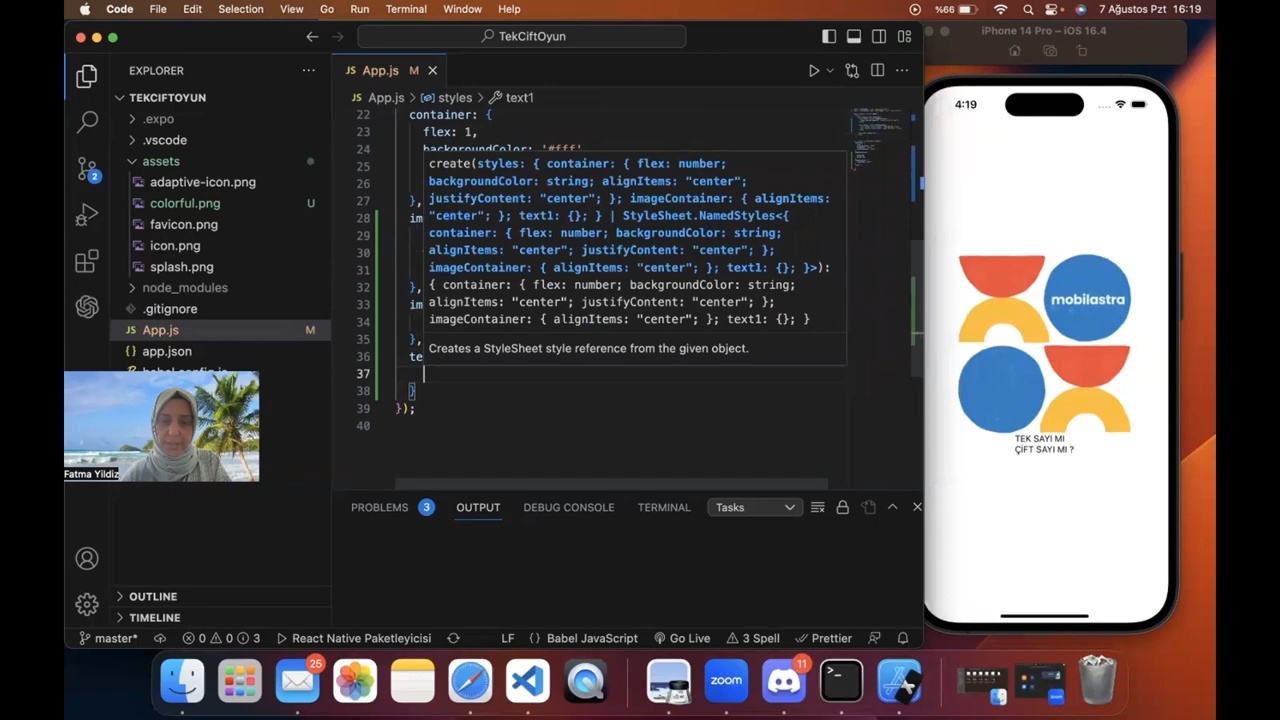 Code File Edit Selection View Go Run Terminal Window Help
%66 7 Ağustos Pzt 16:19
TekCiftOyun
iPhone 14 Pro – iOS 16.4
EXPLORER
TEKCIFTOYUN
.expo
.vscode
assets
adaptive-icon.png
colorful.png U
favicon.png
icon.png
splash.png
node_modules
.gitignore
App.js M
app.json
2
Fatma Yildiz
OUTLINE
TIMELINE
JS App.js M
JS App.js > styles > text1
22 container: {
23 flex: 1,
24 backgroundColor: '#fff'
25
26
27 },
28 im
29
30
31
32 },
33 im
34
35 },
36 te
37
38 }
39 });
40
create(styles: { container: { flex: number;
backgroundColor: string; alignItems: "center";
justifyContent: "center"; }; imageContainer: { alignItems:
"center"; }; text1: {}; } | StyleSheet.NamedStyles<{
container: { flex: number; backgroundColor: string;
alignItems: "center"; justifyContent: "center"; };
imageContainer: { alignItems: "center"; }; text1: {}; }>):
{ container: { flex: number; backgroundColor: string;
alignItems: "center"; justifyContent: "center"; };
imageContainer: { alignItems: "center"; }; text1: {}; }
Creates a StyleSheet style reference from the given object.
PROBLEMS 3 OUTPUT DEBUG CONSOLE TERMINAL Tasks
master* 0 0 3 React Native Paketleyicisi LF {} Babel JavaScript Go Live 3 Spell Prettier
4:19
mobilastra
TEK SAYI MI
ÇİFT SAYI MI ?
25
zoom
11